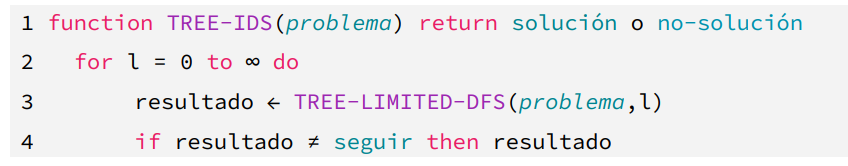 1 function TREE-IDS(problema) return solución o no-solución
2 for l = 0 to ∞ do
3 resultado ← TREE-LIMITED-DFS(problema,l)
4 if resultado ≠ seguir then resultado